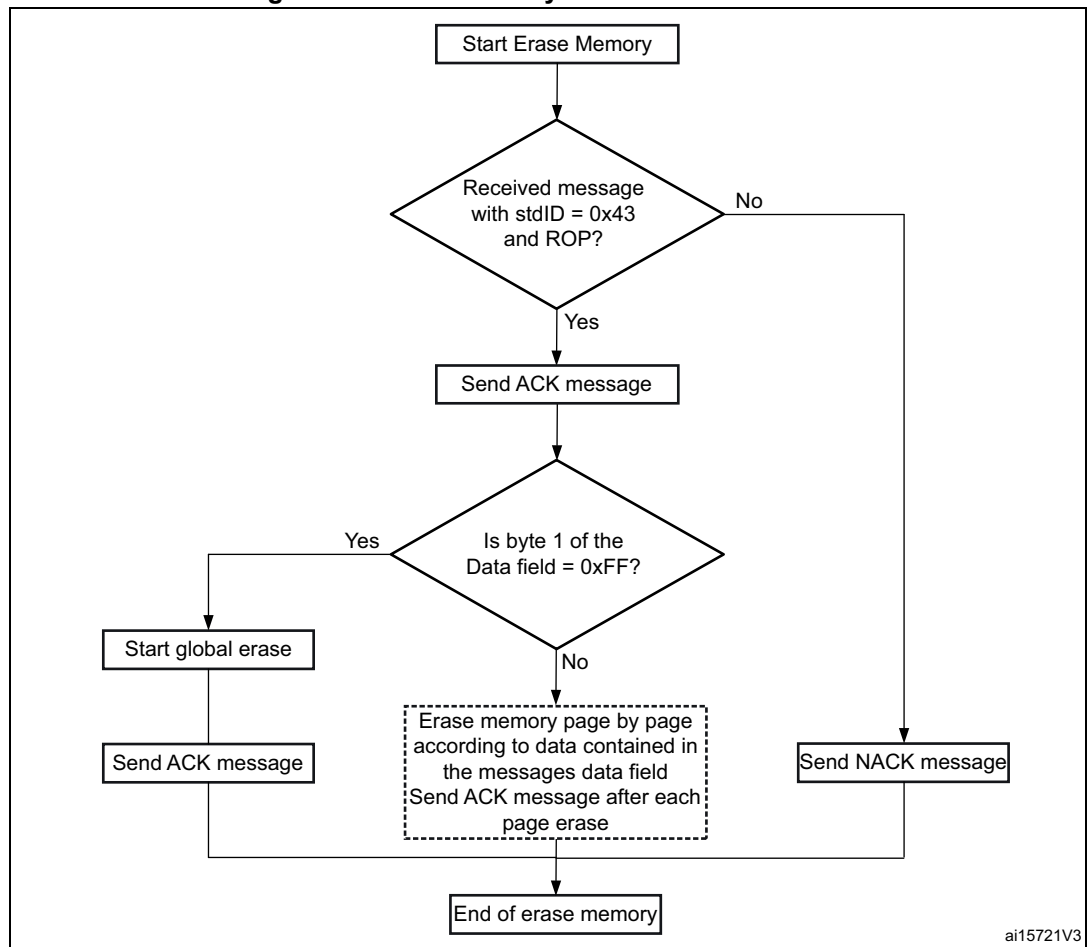 Start Erase Memory
Received message
with stdID = 0x43
and ROP?
No
Yes
Send ACK message
Yes
Is byte 1 of the
Data field = 0xFF?
Start global erase
No
Erase memory page by page
according to data contained in
the messages data field
Send ACK message after each
page erase
Send ACK message
Send NACK message
End of erase memory
ai15721V3